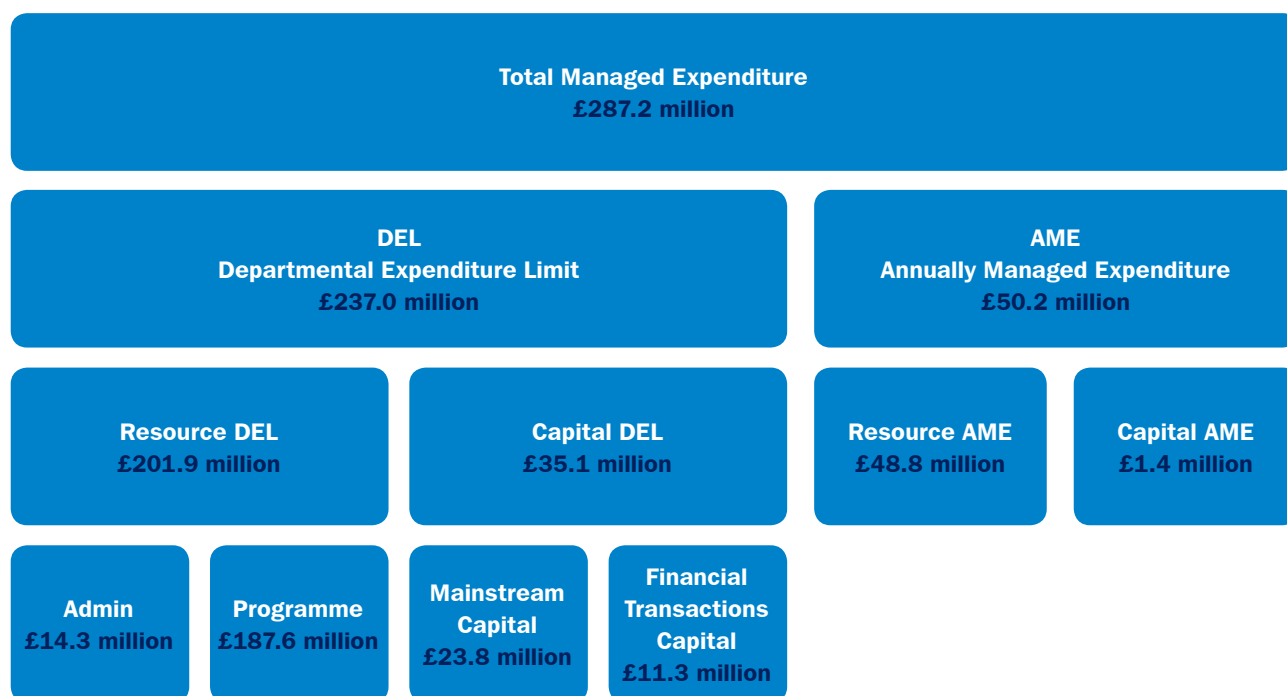 Total Managed Expenditure
£287.2 million
DEL
Departmental Expenditure Limit
£237.0 million
AME
Annually Managed Expenditure
£50.2 million
Resource DEL
£201.9 million
Capital DEL
£35.1 million
Resource AME
£48.8 million
Capital AME
£1.4 million
Admin
£14.3 million
Programme
£187.6 million
Mainstream
Capital
£23.8 million
Financial
Transactions
Capital
£11.3 million